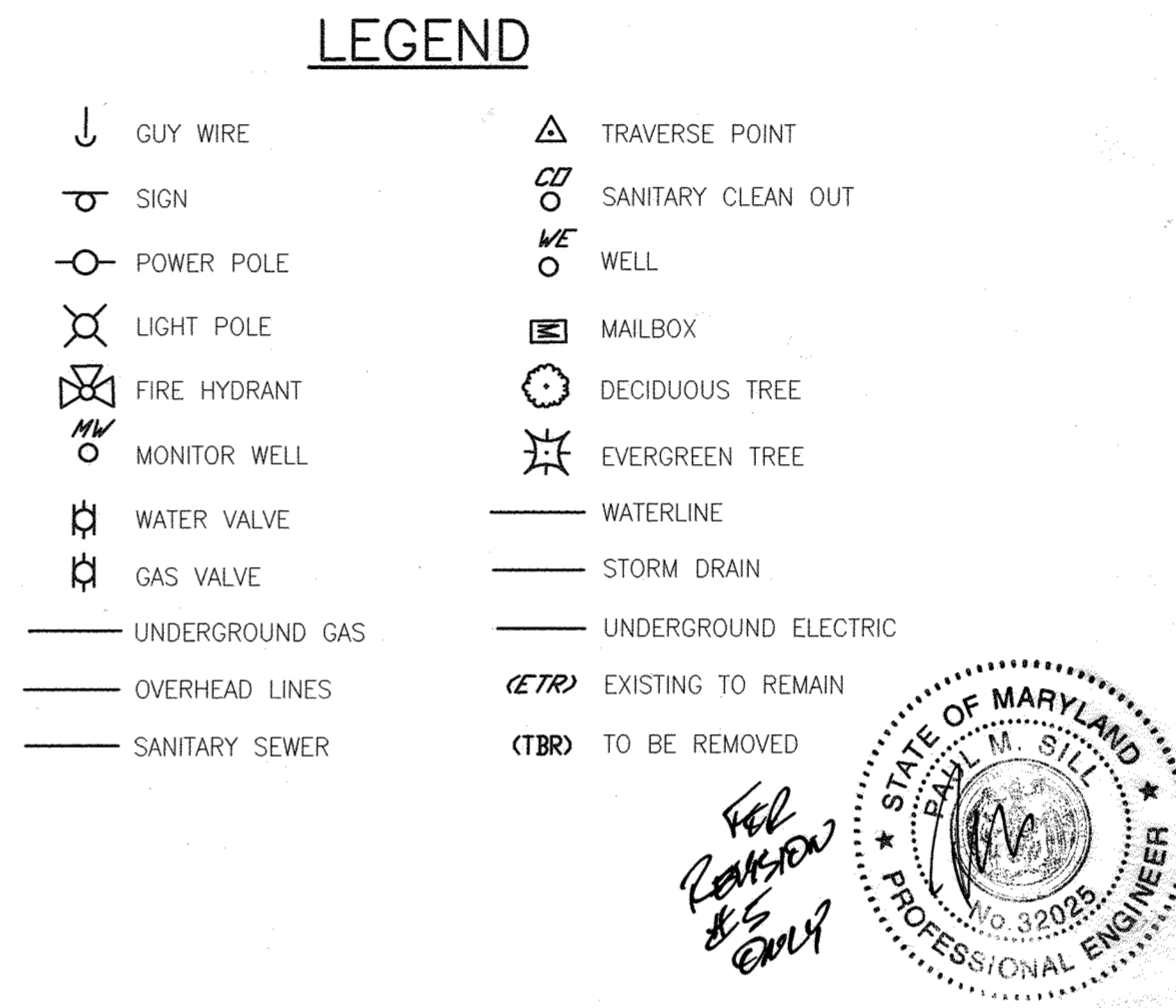 LEGEND
GUY WIRE
SIGN
POWER POLE
LIGHT POLE
FIRE HYDRANT
MW
MONITOR WELL
WATER VALVE
GAS VALVE
UNDERGROUND GAS
OVERHEAD LINES
SANITARY SEWER
TRAVERSE POINT
CO
SANITARY CLEAN OUT
WE
WELL
M
MAILBOX
DECIDUOUS TREE
EVERGREEN TREE
WATERLINE
STORM DRAIN
UNDERGROUND ELECTRIC
(ETR) EXISTING TO REMAIN
(TBR) TO BE REMOVED
FOR
REVISION
#5
ONLY
STATE OF MARYLAND
PAUL M. SILL
No. 32025
PROFESSIONAL ENGINEER